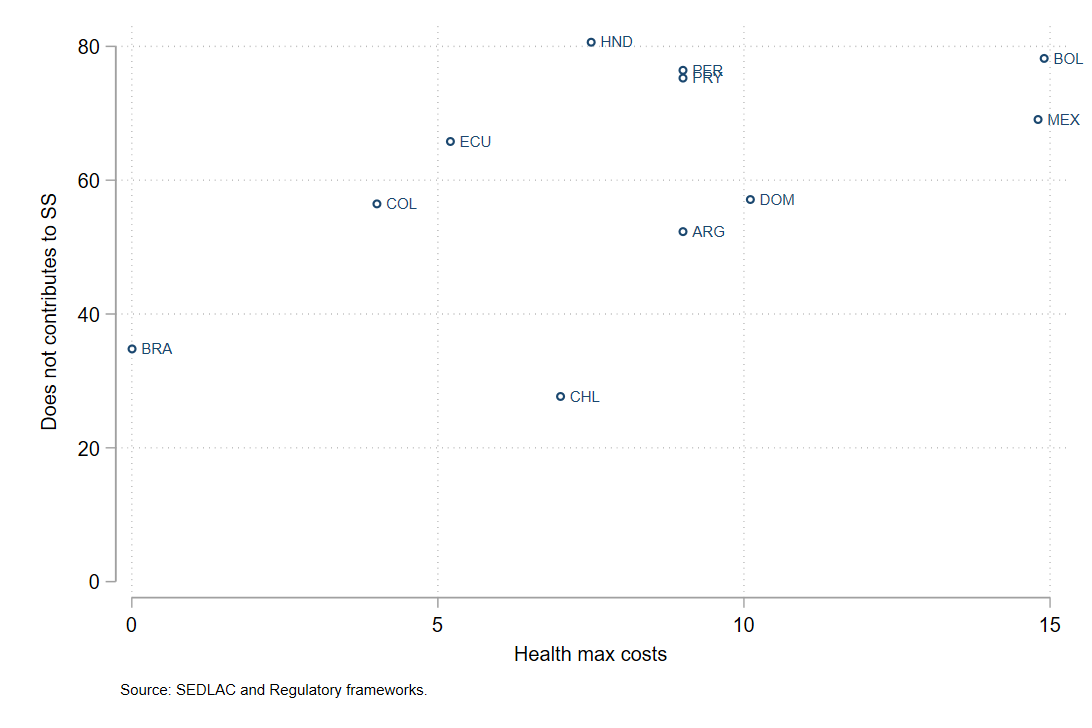 80
60
40
20
0
Does not contributes to SS
HND
PER
PRY
BOL
MEX
ECU
COL
DOM
ARG
BRA
CHL
0 5 10 15
Health max costs
Source: SEDLAC and Regulatory frameworks.